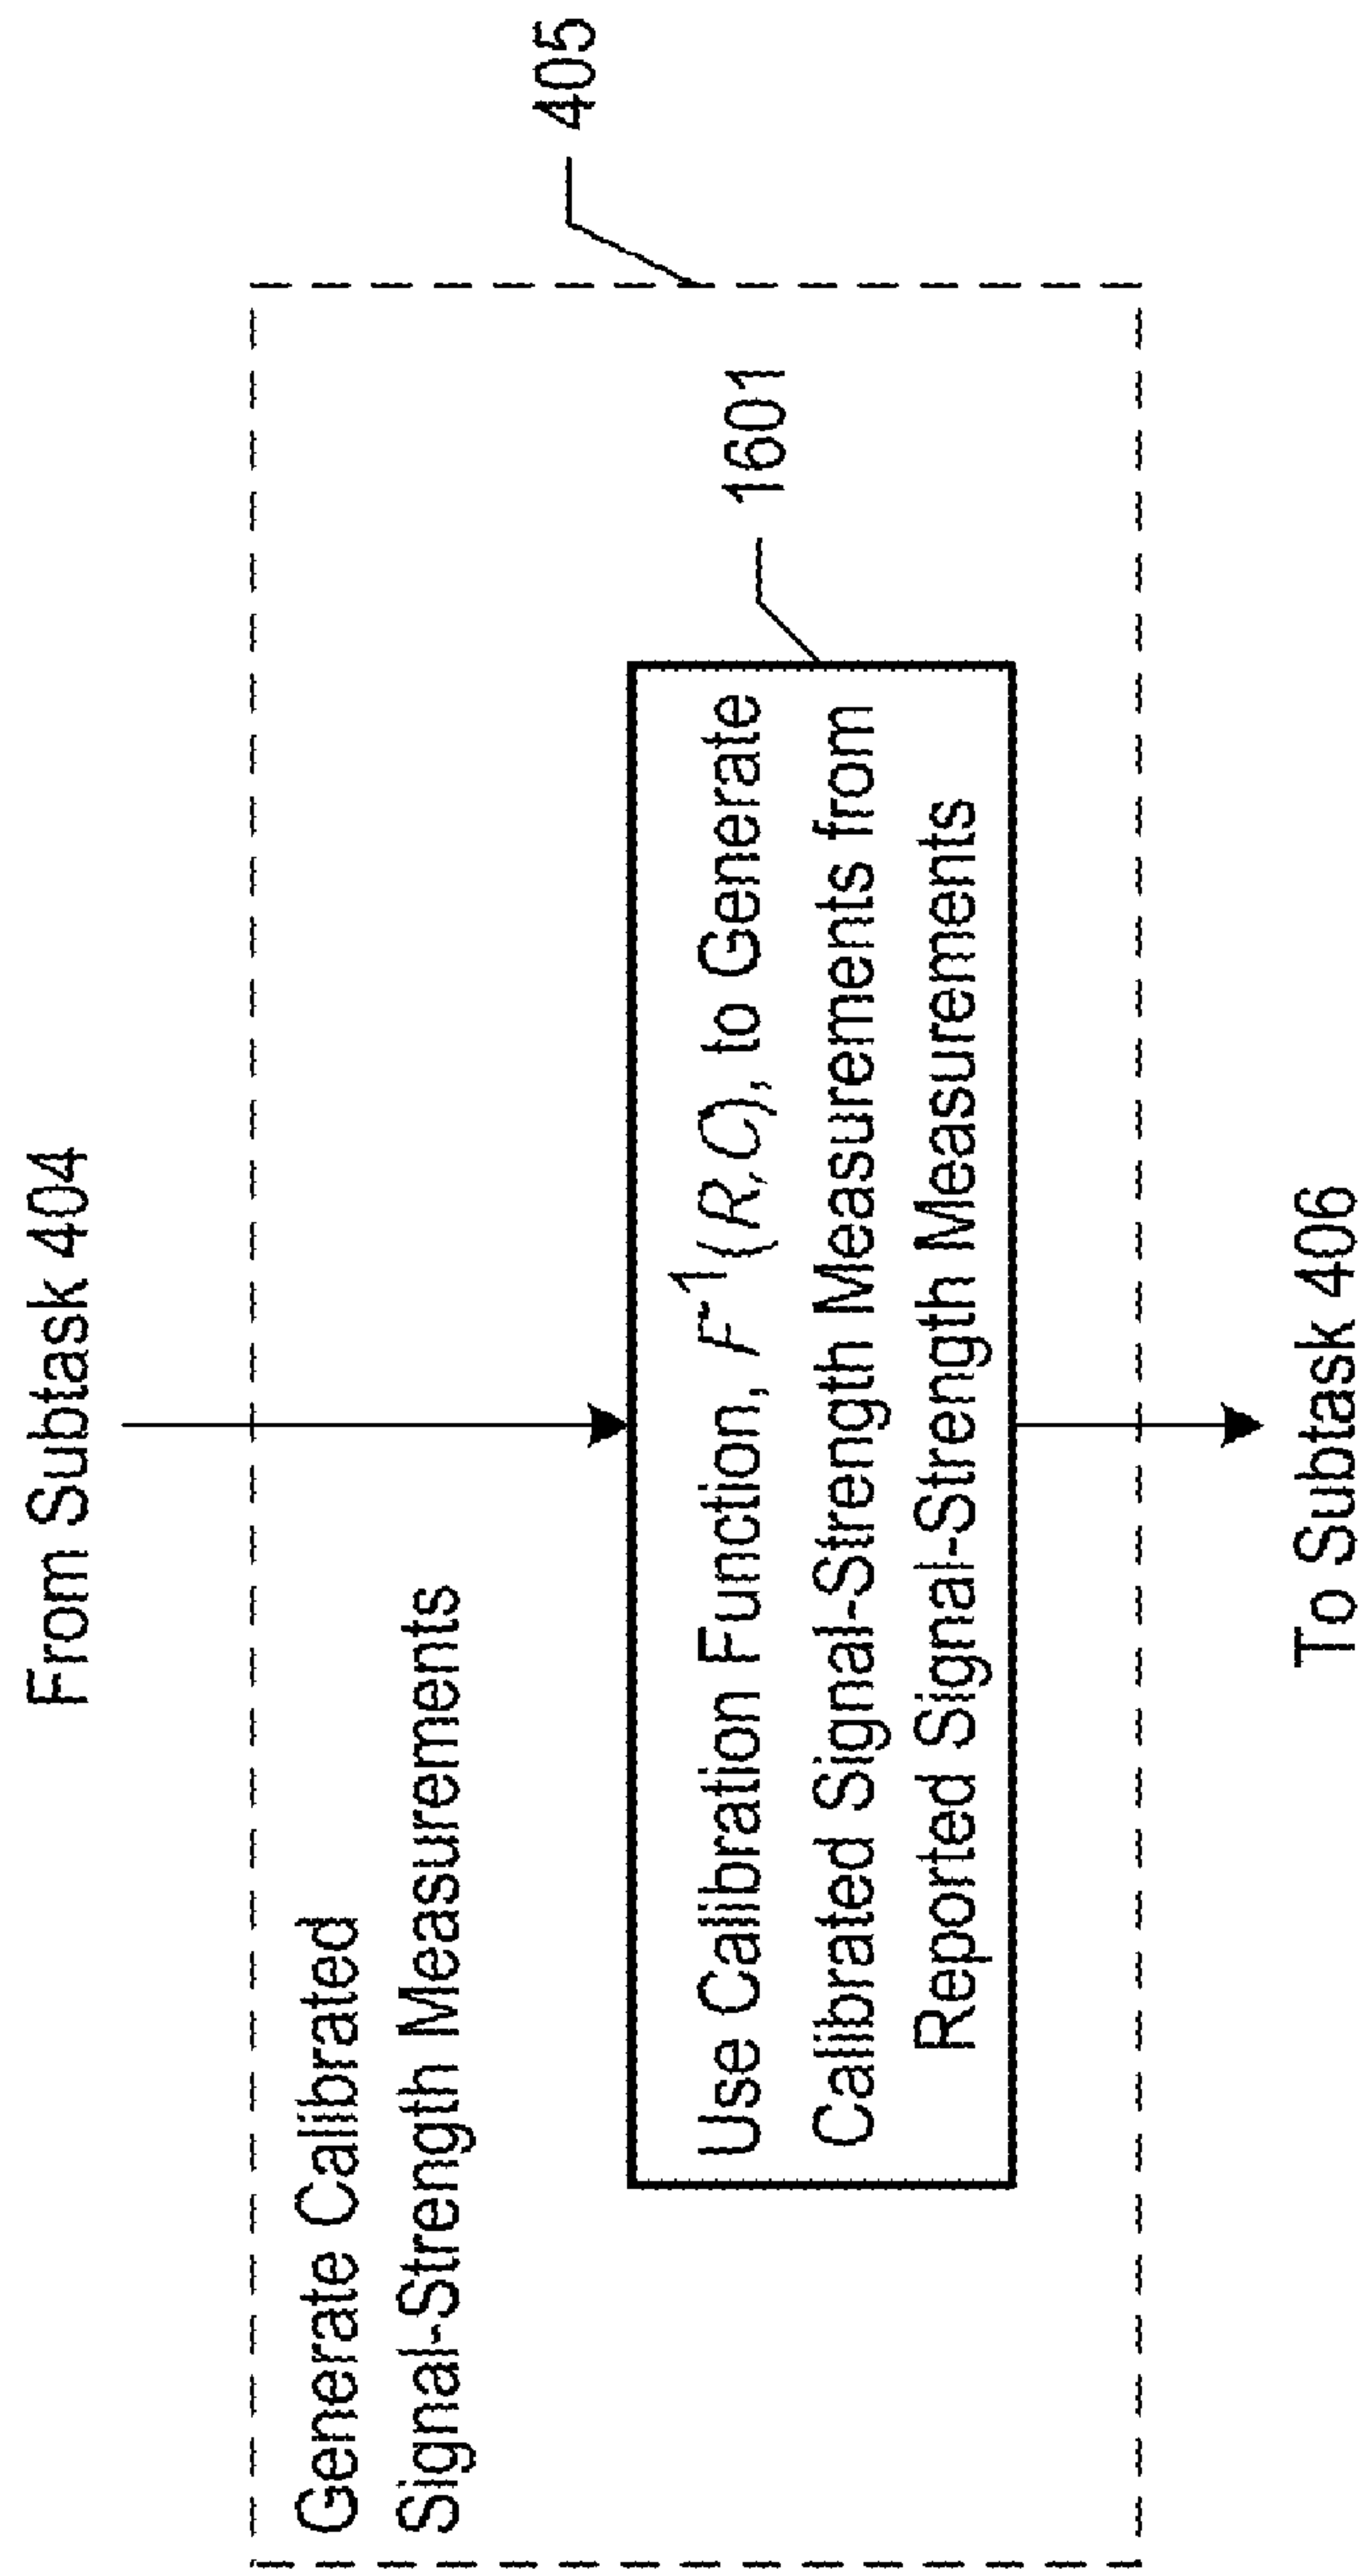 From Subtask 404
405
Generate Calibrated
Signal-Strength Measurements
1601
Use Calibration Function, F⁻¹(R,C), to Generate
Calibrated Signal-Strength Measurements from
Reported Signal-Strength Measurements
To Subtask 406